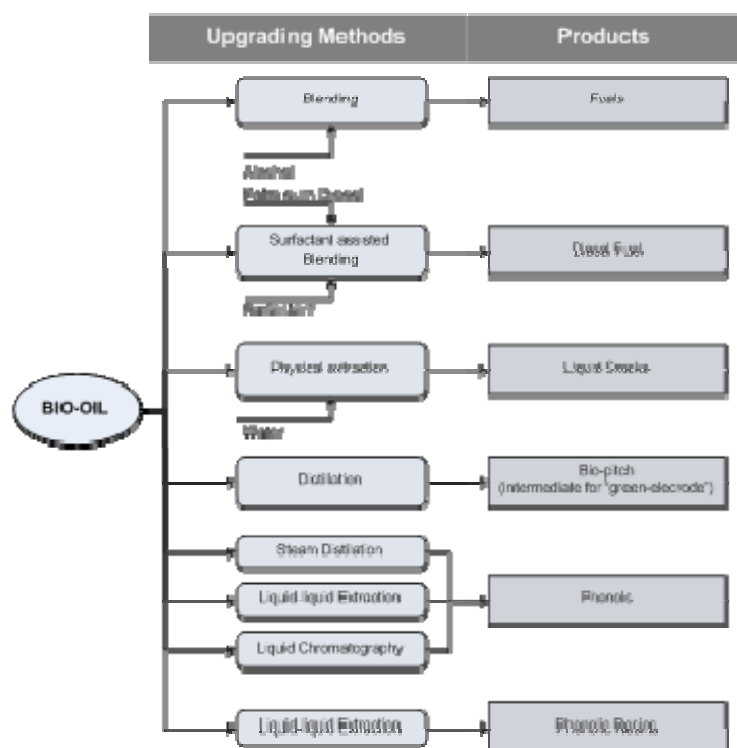 Upgrading Methods
Products
Blending
Fuels
Alcohol
Petroleum Diesel
Surfactant assisted
Blending
Diesel Fuel
Physical extraction
Liquid Smoke
BIO-OIL
Water
Distillation
Bio-pitch
(intermediate for "green-elecrode")
Steam Distilation
Liquid-liquid Extraction
Phenols
Liquid Chromatography
Liquid-liquid Extraction
Phenolic Resins